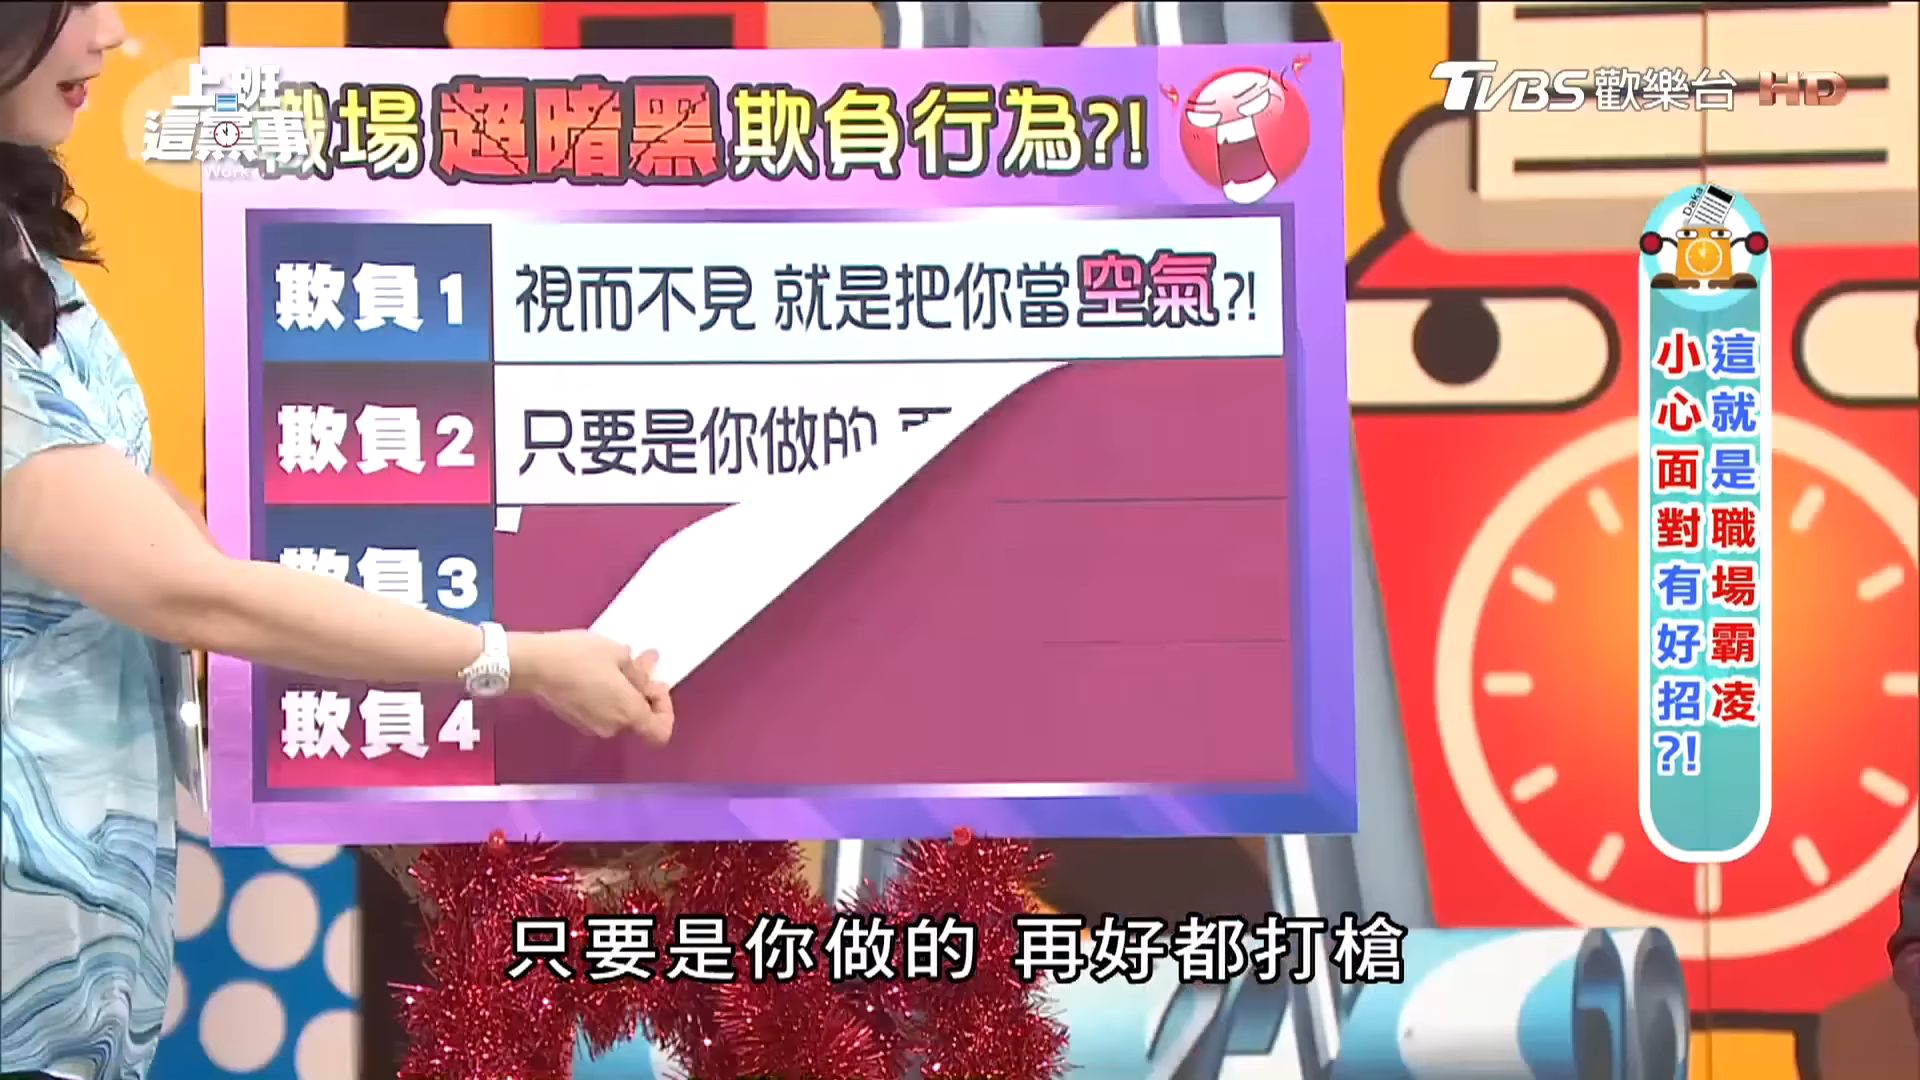 上班
這黨事
Work
職場超暗黑欺負行為?!
TVBS歡樂台 HD
欺負1 視而不見 就是把你當空氣?!
欺負2 只要是你做的 再
欺負3
欺負4
Daka
這就是職場霸凌
小心面對有好招?!
只要是你做的 再好都打槍